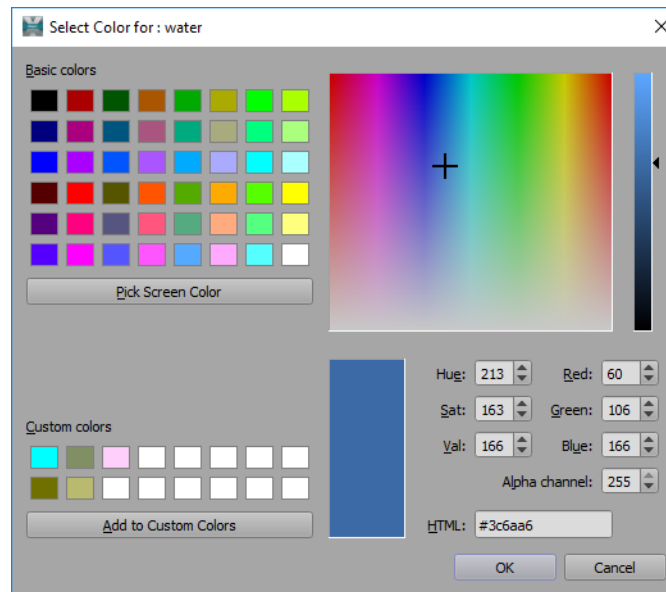 Select Color for : water
Basic colors
Pick Screen Color
Custom colors
Add to Custom Colors
Hue: 213 Red: 60
Sat: 163 Green: 106
Val: 166 Blue: 166
Alpha channel: 255
HTML: #3c6aa6
OK Cancel